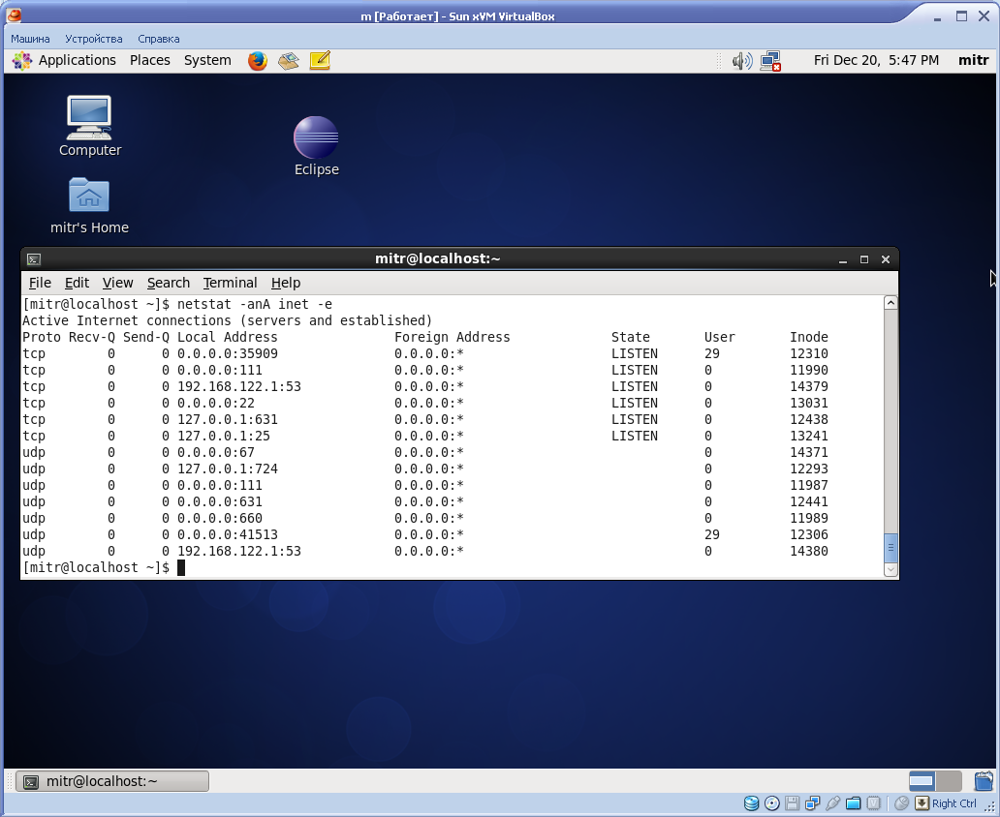 m [Работает] - Sun xVM VirtualBox
Машина Устройства Справка
Applications Places System Fri Dec 20, 5:47 PM mitr
Computer
Eclipse
mitr's Home
mitr@localhost:~
File Edit View Search Terminal Help
[mitr@localhost ~]$ netstat -anA inet -e
Active Internet connections (servers and established)
Proto Recv-Q Send-Q Local Address Foreign Address State User Inode
tcp 0 0 0.0.0.0:35909 0.0.0.0:* LISTEN 29 12310
tcp 0 0 0.0.0.0:111 0.0.0.0:* LISTEN 0 11990
tcp 0 0 192.168.122.1:53 0.0.0.0:* LISTEN 0 14379
tcp 0 0 0.0.0.0:22 0.0.0.0:* LISTEN 0 13031
tcp 0 0 127.0.0.1:631 0.0.0.0:* LISTEN 0 12438
tcp 0 0 127.0.0.1:25 0.0.0.0:* LISTEN 0 13241
udp 0 0 0.0.0.0:67 0.0.0.0:* 0 14371
udp 0 0 127.0.0.1:724 0.0.0.0:* 0 12293
udp 0 0 0.0.0.0:111 0.0.0.0:* 0 11987
udp 0 0 0.0.0.0:631 0.0.0.0:* 0 12441
udp 0 0 0.0.0.0:660 0.0.0.0:* 0 11989
udp 0 0 0.0.0.0:41513 0.0.0.0:* 29 12306
udp 0 0 192.168.122.1:53 0.0.0.0:* 0 14380
[mitr@localhost ~]$
mitr@localhost:~
Right Ctrl